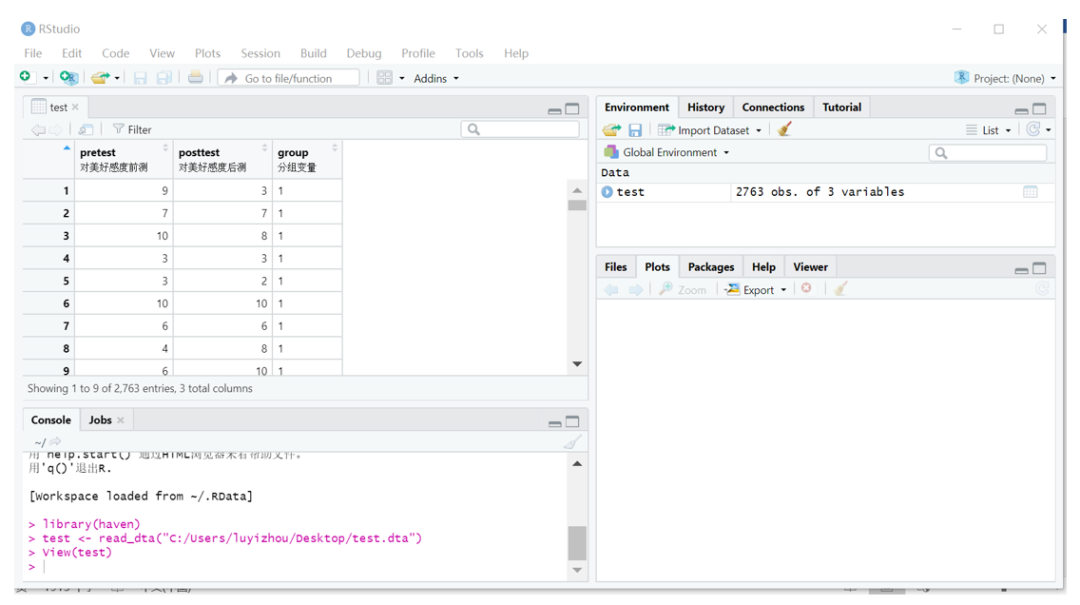 RStudio
File Edit Code View Plots Session Build Debug Profile Tools Help
Go to file/function Addins Project: (None)
test
Filter
pretest posttest group
对美好感度前测 对美好感度后测 分组变量
1 9 3 1
2 7 7 1
3 10 8 1
4 3 3 1
5 3 2 1
6 10 10 1
7 6 6 1
8 4 8 1
9 6 10 1
Showing 1 to 9 of 2,763 entries, 3 total columns
Console Jobs
~/
用'help.start()'通过HTML浏览器来看帮助文件。
用'q()'退出R.
[Workspace loaded from ~/.RData]
> library(haven)
> test <- read_dta("C:/Users/luyizhou/Desktop/test.dta")
> View(test)
>
Environment History Connections Tutorial
Import Dataset List
Global Environment
Data
test 2763 obs. of 3 variables
Files Plots Packages Help Viewer
Zoom Export